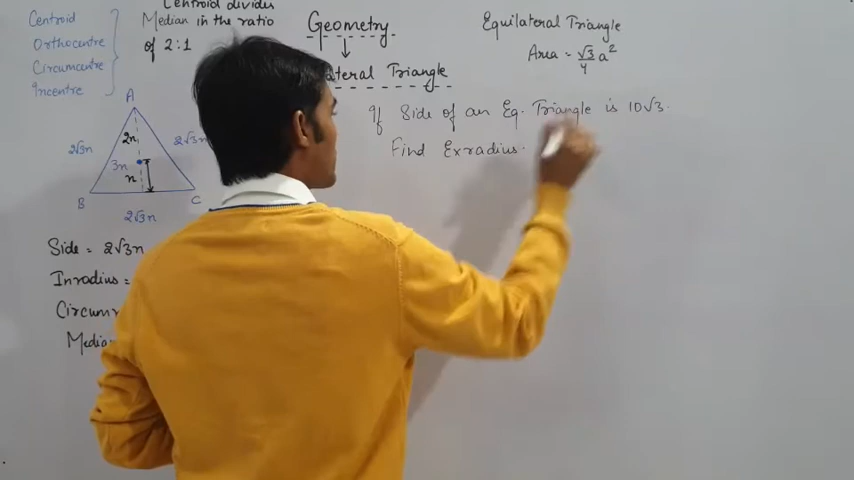 Centroid
Orthocentre
Circumcentre
Incentre
Centroid divides
Median in the ratio
of 2:1
Geometry
ateral Triangle
Equilateral Triangle
Area = √3/4 a²
If Side of an Eq. Triangle is 10√3.
Find Exradius.
A
2√3n
2√3n
2n
3n
n
B
C
2√3n
Side = 2√3n
Inradius =
Circum
Media